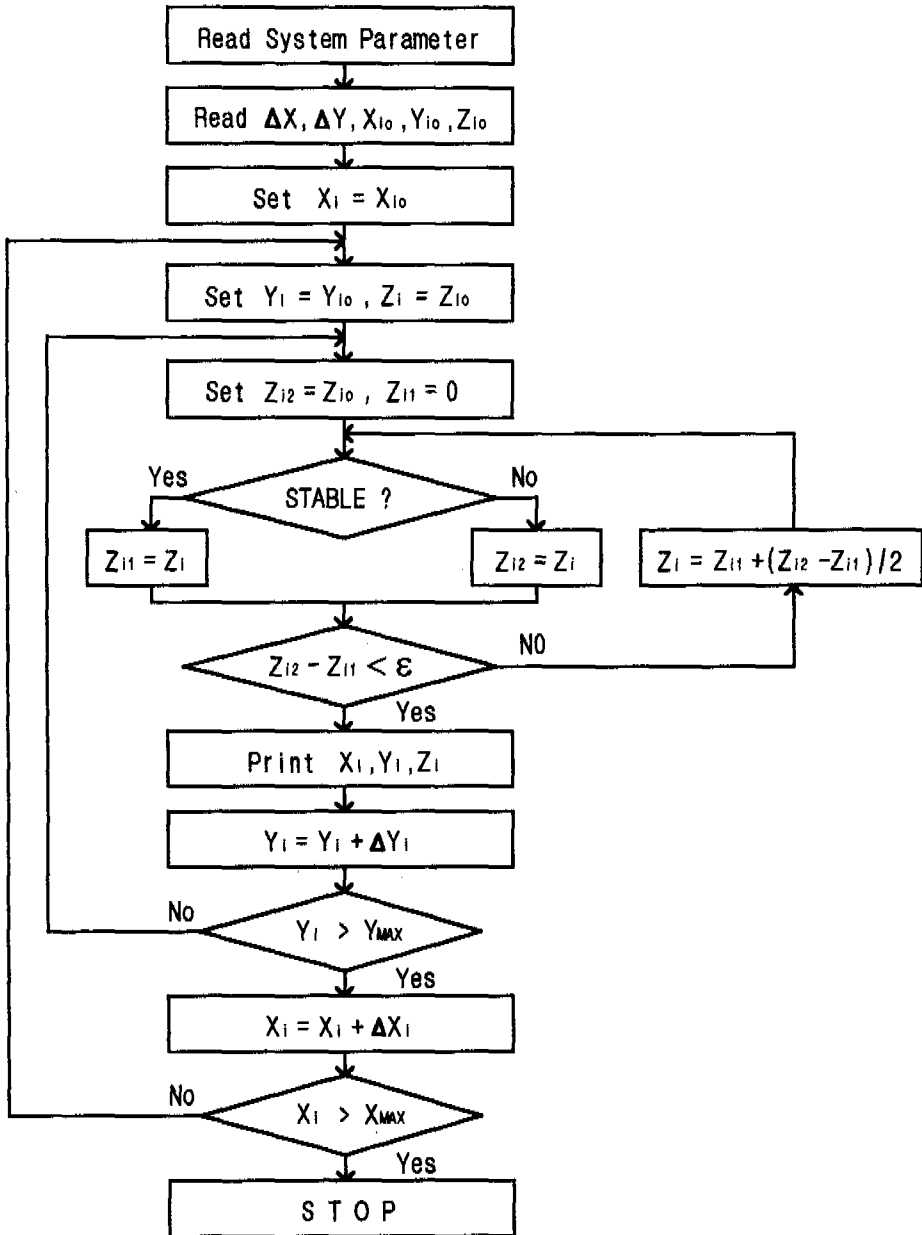 Read System Parameter
Read ΔX, ΔY, Xio, Yio, Zio
Set Xi = Xio
Set Yi = Yio, Zi = Zio
Set Zi2 = Zio, Zi1 = 0
Yes
No
STABLE ?
Zi1 = Zi
Zi2 = Zi
Zi = Zi1 + (Zi2 - Zi1)/2
Zi2 - Zi1 < ε
NO
Yes
Print Xi, Yi, Zi
Yi = Yi + ΔYi
No
Yi > YMAX
Yes
Xi = Xi + ΔXi
No
Xi > XMAX
Yes
STOP